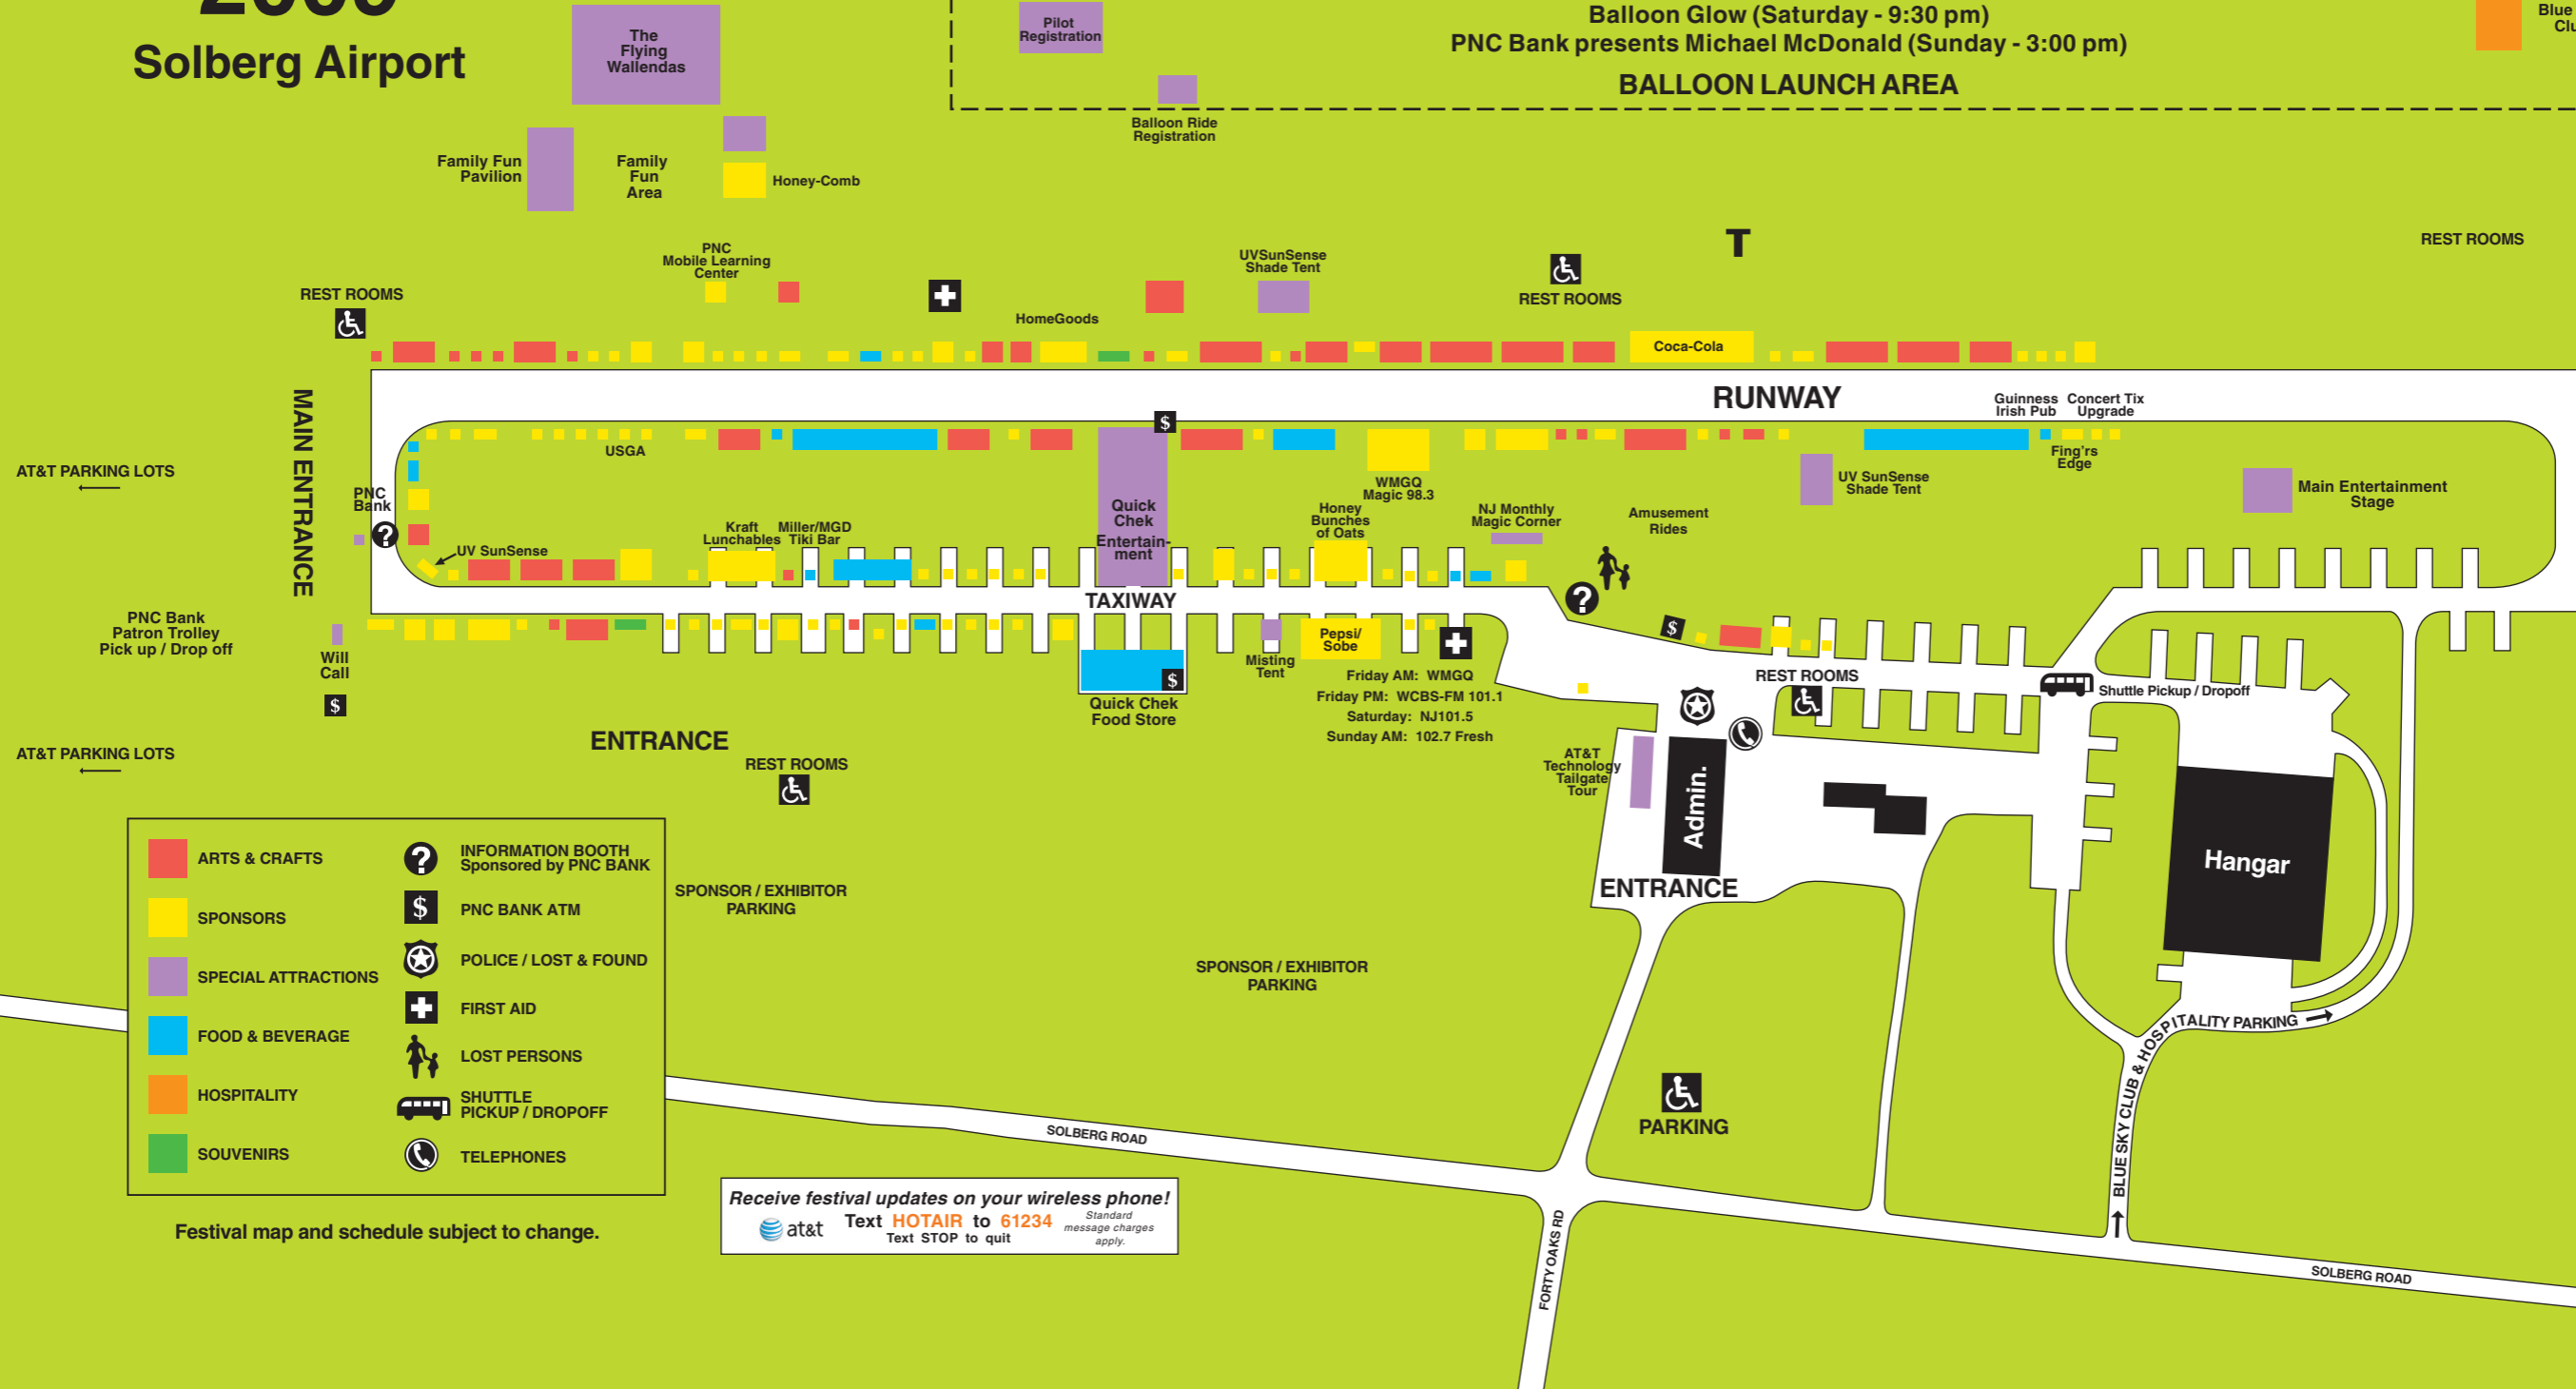 Solberg Airport
The
Flying
Wallendas
Pilot
Registration
Balloon Glow (Saturday - 9:30 pm)
PNC Bank presents Michael McDonald (Sunday - 3:00 pm)
BALLOON LAUNCH AREA
Blue
Balloon Ride
Registration
Family Fun
Pavilion
Family
Fun
Area
Honey-Comb
PNC
Mobile Learning
Center
UVSunSense
Shade Tent
T
REST ROOMS
REST ROOMS
REST ROOMS
HomeGoods
Coca-Cola
RUNWAY
MAIN ENTRANCE
Guinness
Irish Pub
Concert Tix
Upgrade
Fing'rs
Edge
USGA
$
AT&T PARKING LOTS
PNC
Bank
?
UV SunSense
Kraft
Lunchables
Miller/MGD
Tiki Bar
Quick
Chek
Entertain-
ment
WMGQ
Magic 98.3
Honey
Bunches
of Oats
NJ Monthly
Magic Corner
Amusement
Rides
UV SunSense
Shade Tent
Main Entertainment
Stage
TAXIWAY
?
PNC Bank
Patron Trolley
Pick up / Drop off
Will
Call
$
Misting
Tent
Pepsi/
Sobe
$
$
Quick Chek
Food Store
Friday AM: WMGQ
Friday PM: WCBS-FM 101.1
Saturday: NJ101.5
Sunday AM: 102.7 Fresh
REST ROOMS
Shuttle Pickup / Dropoff
ENTRANCE
REST ROOMS
AT&T PARKING LOTS
AT&T
Technology
Tailgate
Tour
Admin.
Hangar
ENTRANCE
ARTS & CRAFTS
SPONSORS
SPECIAL ATTRACTIONS
FOOD & BEVERAGE
HOSPITALITY
SOUVENIRS
?
INFORMATION BOOTH
Sponsored by PNC BANK
$
PNC BANK ATM
POLICE / LOST & FOUND
FIRST AID
LOST PERSONS
SHUTTLE
PICKUP / DROPOFF
TELEPHONES
SPONSOR / EXHIBITOR
PARKING
SPONSOR / EXHIBITOR
PARKING
BLUE SKY CLUB & HOSPITALITY PARKING
PARKING
SOLBERG ROAD
Receive festival updates on your wireless phone!
at&t
Text HOTAIR to 61234
Text STOP to quit
Standard
message charges
apply.
Festival map and schedule subject to change.
FORTY OAKS RD
SOLBERG ROAD